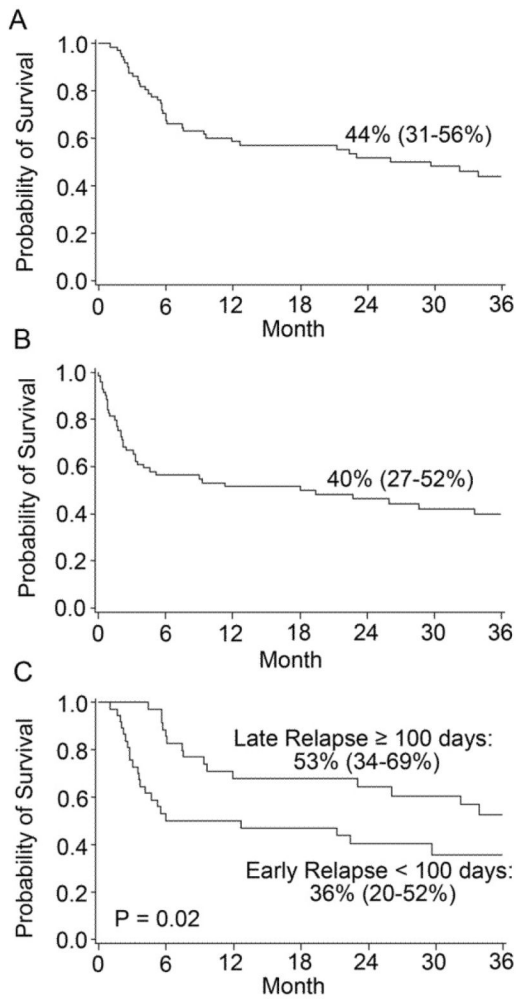 A
Probability of Survival
1.0
0.8
0.6
0.4
0.2
0.0
44% (31-56%)
0 6 12 18 24 30 36
Month
B
Probability of Survival
1.0
0.8
0.6
0.4
0.2
0.0
40% (27-52%)
0 6 12 18 24 30 36
Month
C
Probability of Survival
1.0
0.8
0.6
0.4
0.2
0.0
Late Relapse ≥ 100 days:
53% (34-69%)
Early Relapse < 100 days:
36% (20-52%)
P = 0.02
0 6 12 18 24 30 36
Month